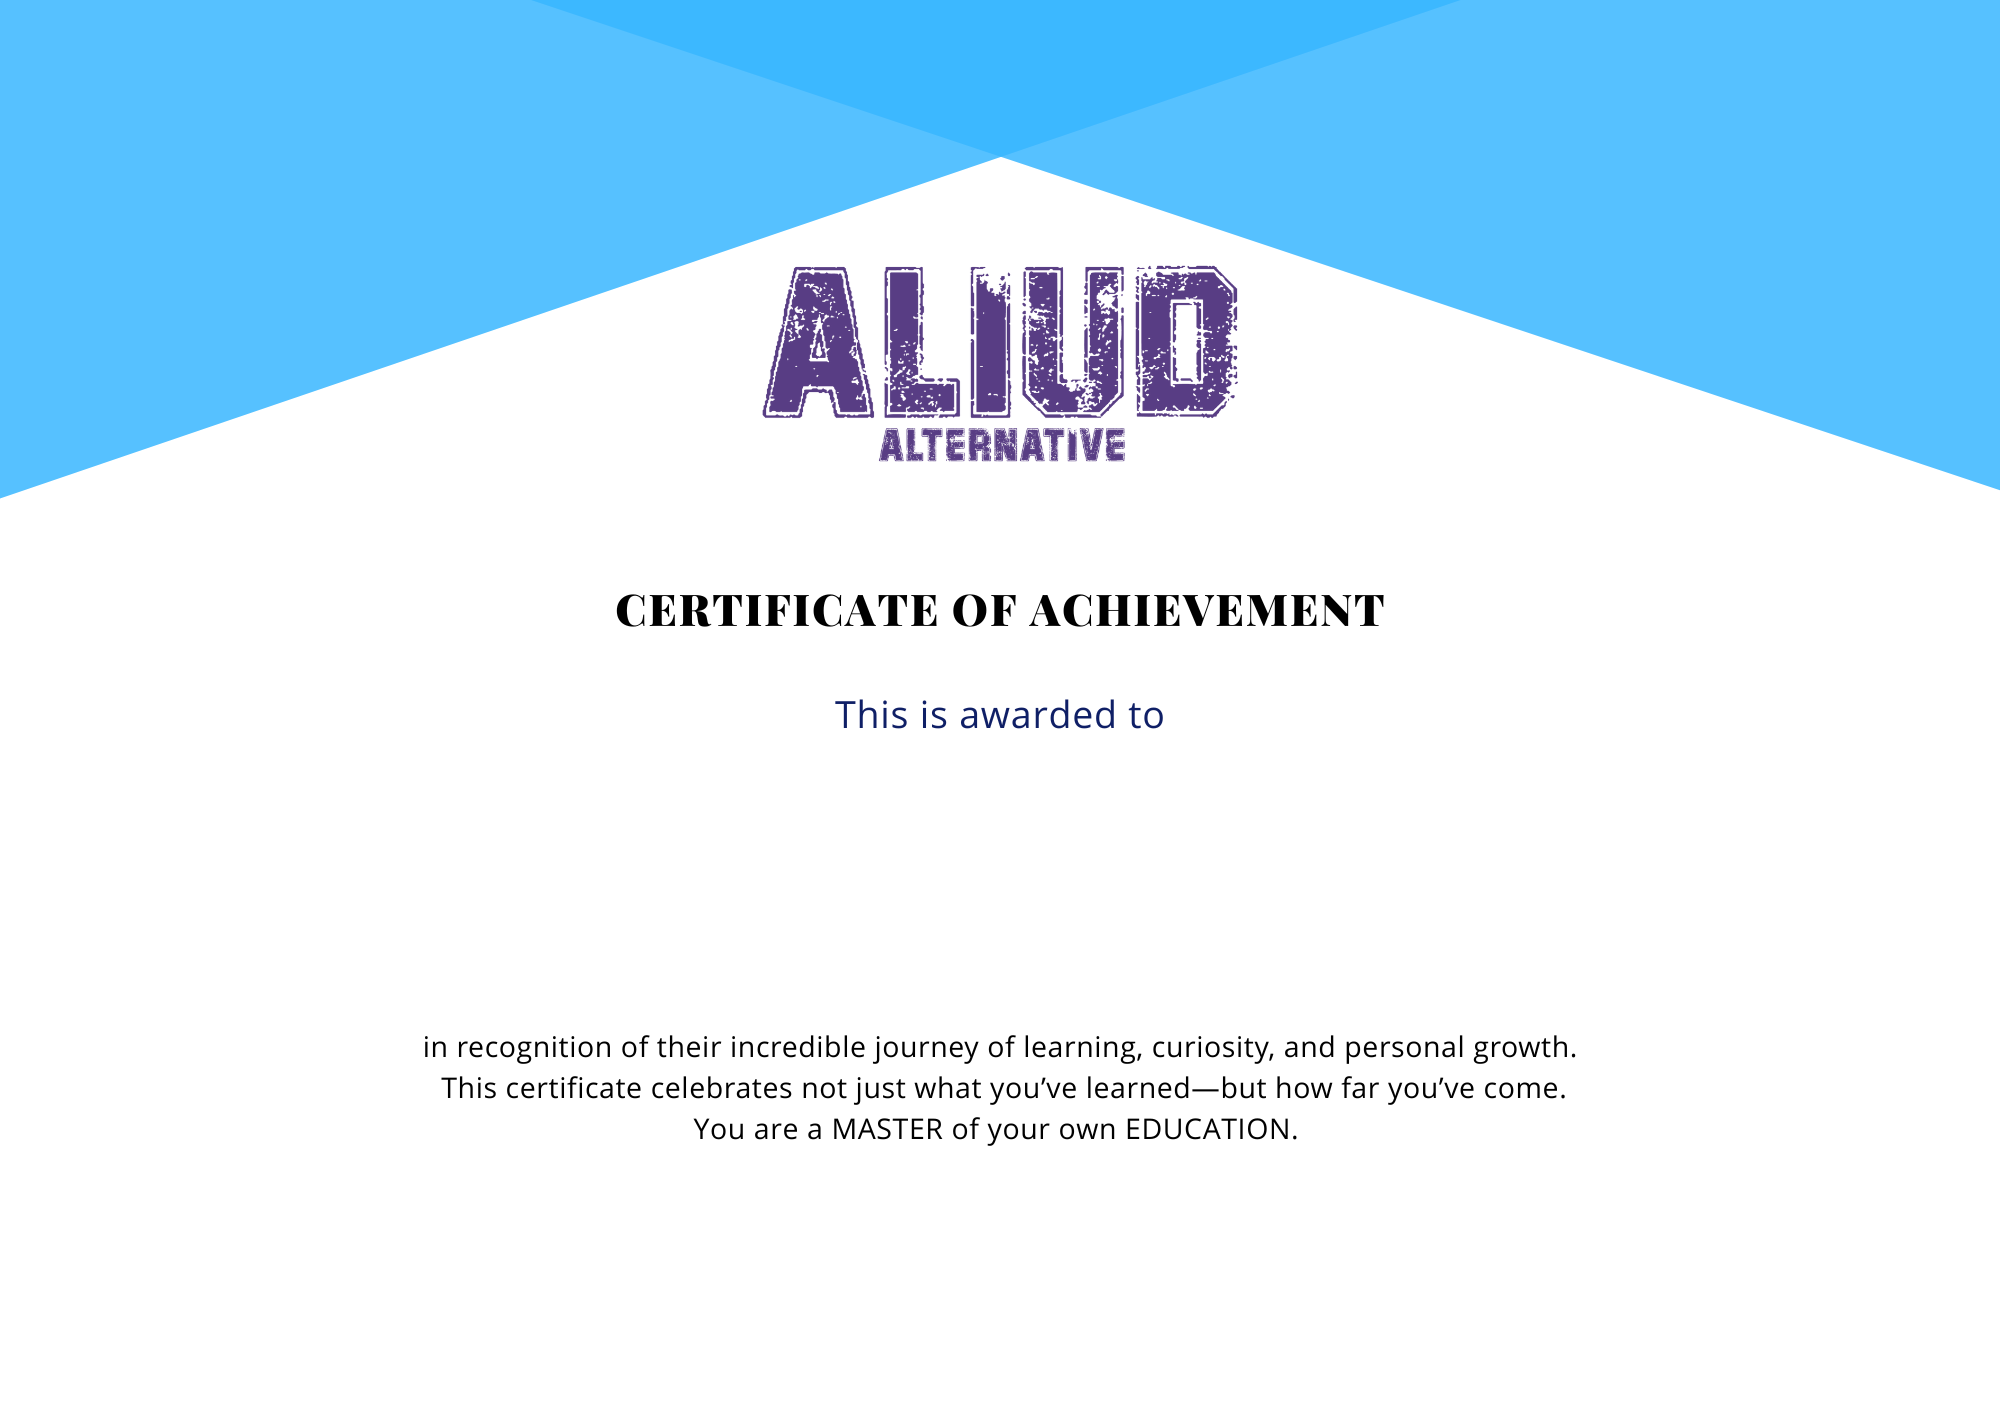 ALIUD
ALTERNATIVE
CERTIFICATE OF ACHIEVEMENT
This is awarded to
in recognition of their incredible journey of learning, curiosity, and personal growth.
This certificate celebrates not just what you’ve learned—but how far you’ve come.
You are a MASTER of your own EDUCATION.